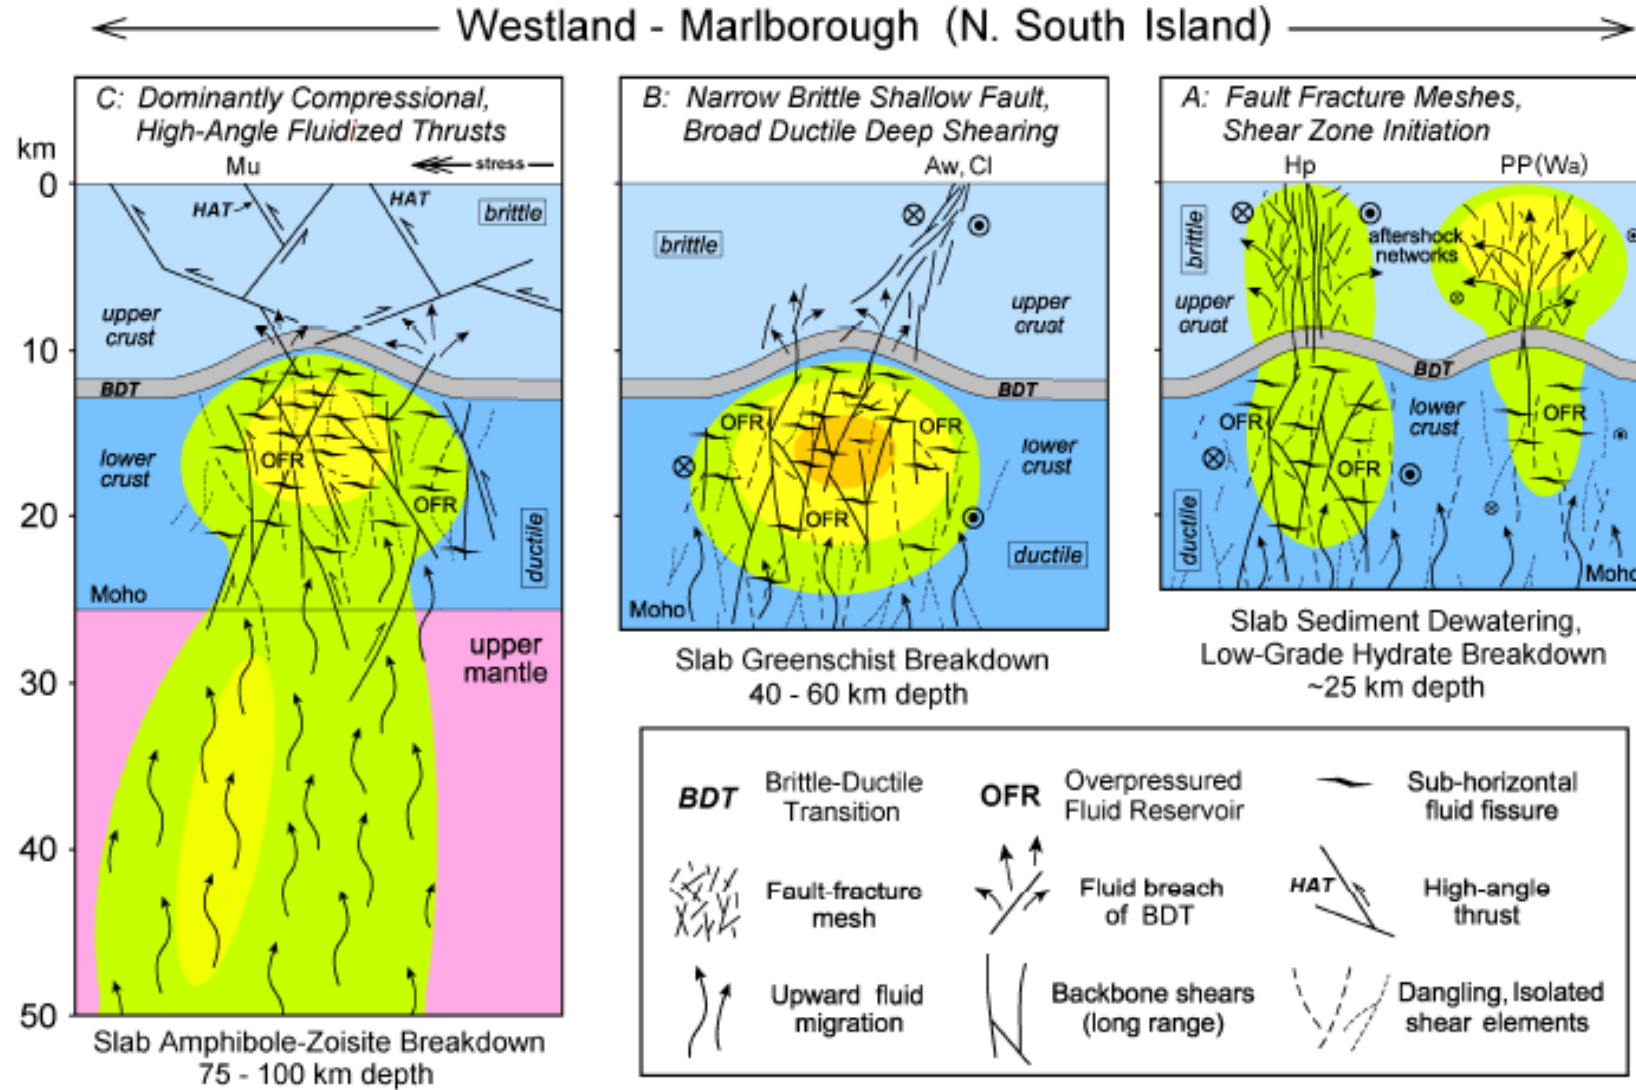 Westland - Marlborough (N. South Island)
C: Dominantly Compressional,
High-Angle Fluidized Thrusts
km
Mu
stress
0
HAT
HAT
brittle
upper
crust
10
BDT
lower
crust
OFR
OFR
20
ductile
Moho
upper
mantle
30
40
50
Slab Amphibole-Zoisite Breakdown
75 - 100 km depth
B: Narrow Brittle Shallow Fault,
Broad Ductile Deep Shearing
Aw, Cl
brittle
upper
crust
BDT
OFR
OFR
lower
crust
OFR
ductile
Moho
Slab Greenschist Breakdown
40 - 60 km depth
A: Fault Fracture Meshes,
Shear Zone Initiation
Hp
PP(Wa)
brittle
aftershock
networks
upper
crust
BDT
lower
crust
OFR
OFR
OFR
ductile
Moho
Slab Sediment Dewatering,
Low-Grade Hydrate Breakdown
~25 km depth
BDT
Brittle-Ductile
Transition
OFR
Overpressured
Fluid Reservoir
Sub-horizontal
fluid fissure
Fault-fracture
mesh
Fluid breach
of BDT
HAT
High-angle
thrust
Upward fluid
migration
Backbone shears
(long range)
Dangling, Isolated
shear elements